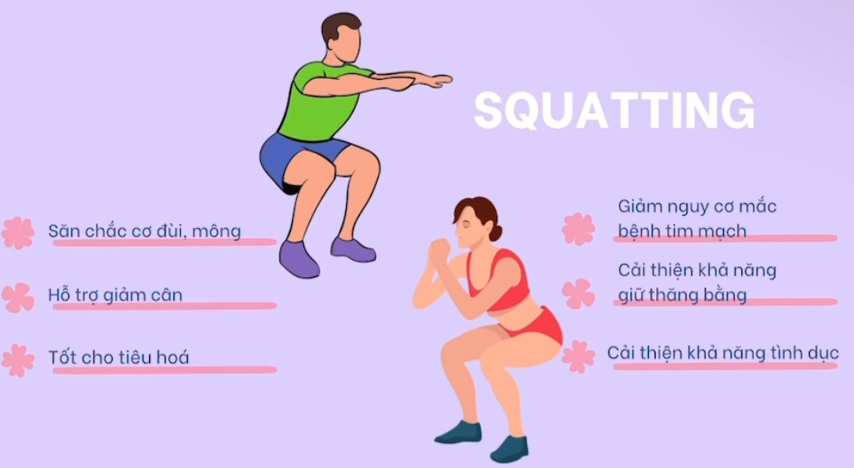 SQUATTING
Săn chắc cơ đùi, mông
Hỗ trợ giảm cân
Tốt cho tiêu hoá
Giảm nguy cơ mắc
bệnh tim mạch
Cải thiện khả năng
giữ thăng bằng
Cải thiện khả năng tình dục